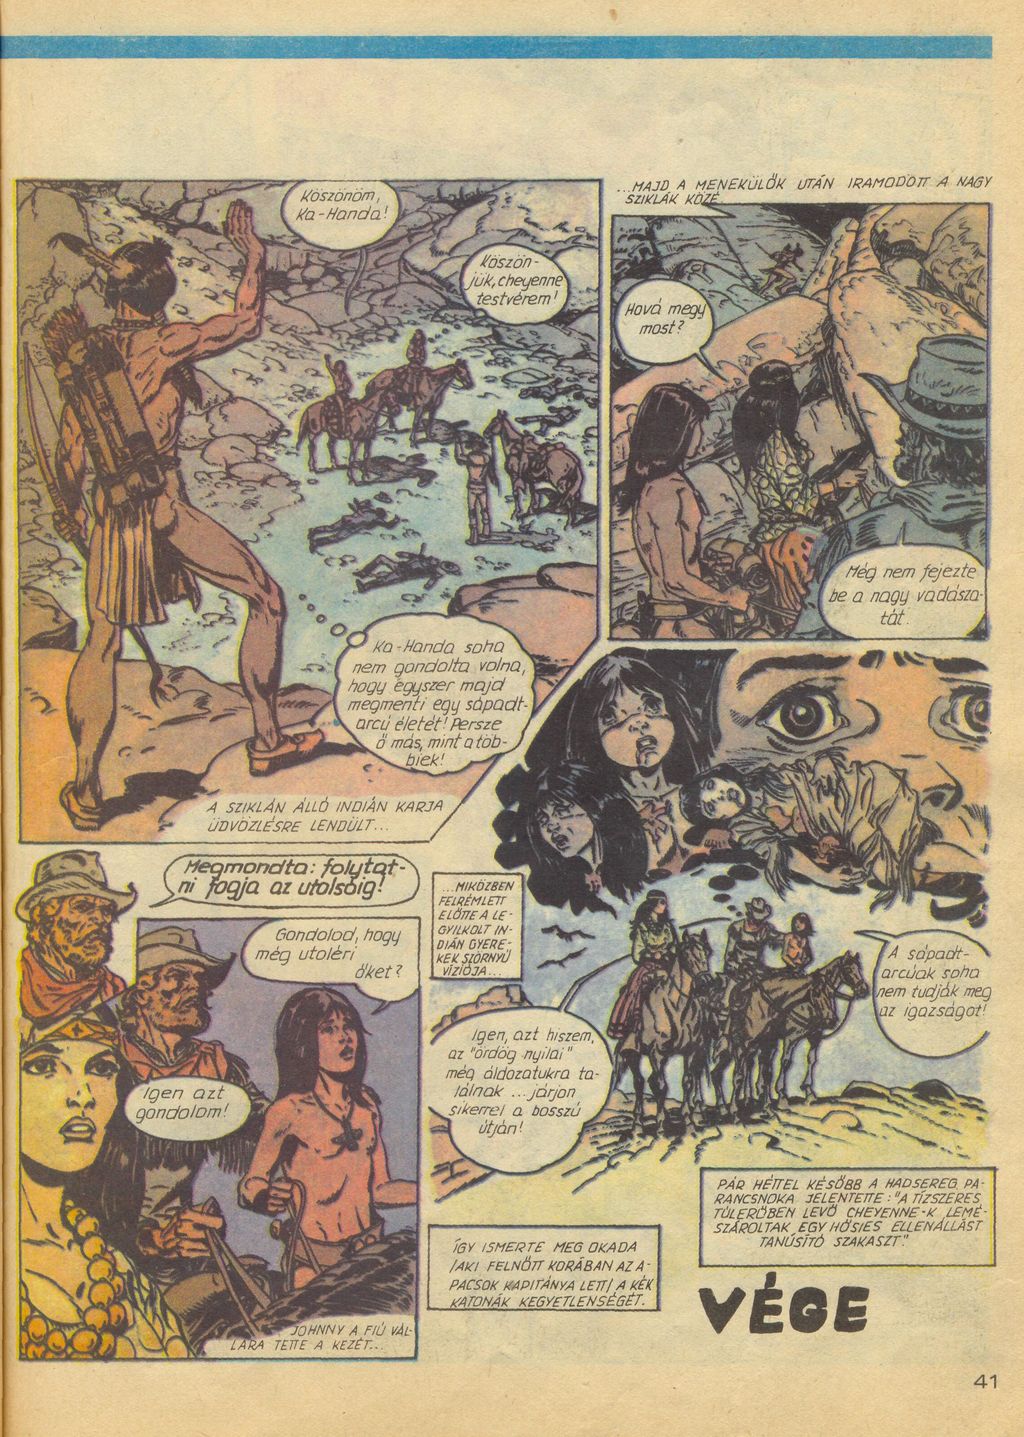 Köszönöm,
Ka-Handa!
Köszön-
jük, cheyenne
testvérem!
Ka-Handa soha
nem gondolta volna,
hogy egyszer majd
megmenti egy sápadt-
arcú életét! Persze
ő más, mint a töb-
biek!
A SZIKLÁN ÁLLÓ INDIÁN KARJA
ÜDVÖZLÉSRE LENDÜLT...
...MAJD A MENEKÜLŐK UTÁN IRAMODOTT A NAGY
SZIKLÁK KÖZÉ...
Hová megy
most?
Még nem fejezte
be a nagy vadásza-
tát.
Megmondta: folytat-
ni fogja az utolsóig!
Gondolod, hogy
még utoléri
őket?
Igen azt
gondolom!
JOHNNY A FIÚ VÁL-
LÁRA TETTE A KEZÉT...
...MIKÖZBEN
FELRÉMLETT
ELŐTTE A LE-
GYILKOLT IN-
DIÁN GYERE-
KEK SZÖRNYŰ
VÍZIÓJA...
A sápadt-
arcúak soha
nem tudják meg
az igazságot!
Igen, azt hiszem,
az "ördög nyilai"
még áldozatukra ta-
lálnak ...járjon
sikerrel a bosszú
útján!
ÍGY ISMERTE MEG OKADA
/AKI FELNŐTT KORÁBAN AZ A-
PACSOK KAPITÁNYA LETT/ A KÉK
KATONÁK KEGYETLENSÉGÉT.
PÁR HÉTTEL KÉSŐBB A HADSEREG PA-
RANCSNOKA JELENTETTE: "A TÍZSZERES
TÚLERŐBEN LEVŐ CHEYENNE-K LEMÉ-
SZÁROLTAK EGY HŐSIES ELLENÁLLÁST
TANÚSÍTÓ SZAKASZT."
VÉGE
41